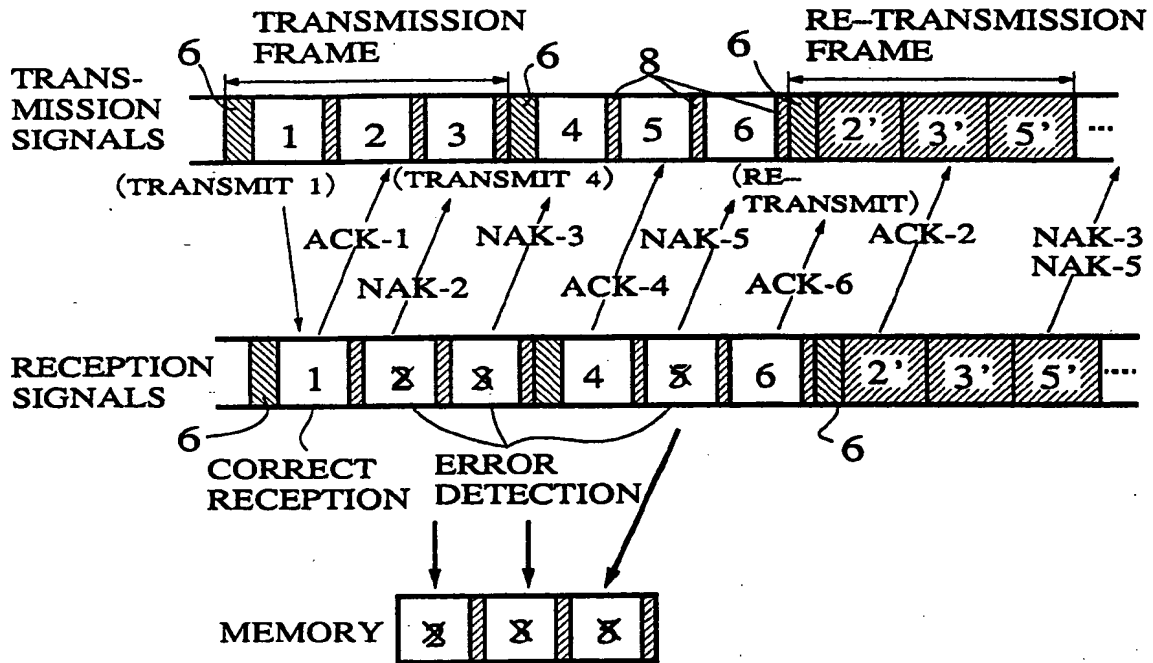 TRANSMISSION FRAME
RE-TRANSMISSION FRAME
6 6 8 6
TRANS-
MISSION
SIGNALS
1 2 3 4 5 6 2' 3' 5' ...
(TRANSMIT 1) (TRANSMIT 4) (RE-
TRANSMIT)
ACK-1 NAK-3 NAK-5 ACK-2 NAK-3
NAK-2 ACK-4 ACK-6 NAK-5
RECEPTION
SIGNALS
1 2 3 4 5 6 2' 3' 5' ....
6 6
CORRECT
RECEPTION
ERROR
DETECTION
MEMORY 2 3 5